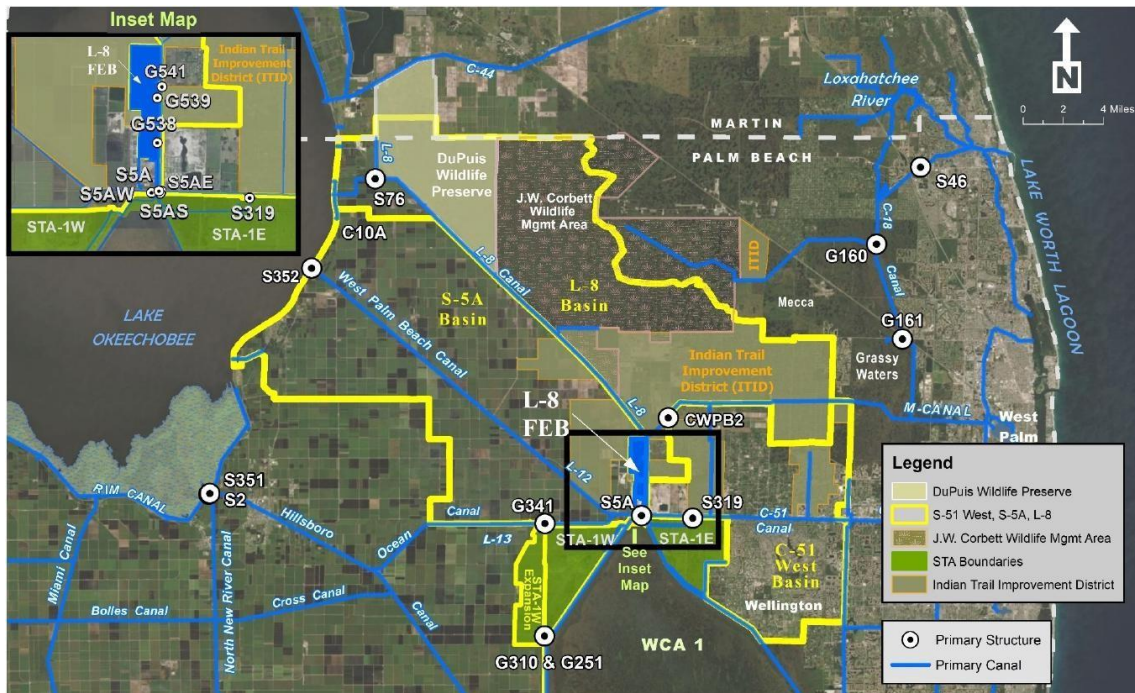 Inset Map
L-8
FEB
G541
G539
G538
Indian Trail
Improvement
District (ITID)
S5A
S5AW
S5AE
S5AS
S319
STA-1W
STA-1E
C-44
L-8
S76
DuPuis
Wildlife
Preserve
J.W. Corbett
Wildlife
Mgmt Area
MARTIN
PALM BEACH
Loxahatchee
River
N
0 2 4 Miles
S46
C-18
Canal
G160
G161
ITID
Mecca
Grassy
Waters
LAKE WORTH LAGOON
C10A
S352
L-8 Canal
West Palm Beach Canal
S-5A
Basin
L-8
Basin
LAKE
OKEECHOBEE
Indian Trail
Improvement
District (ITID)
L-8
L-8
FEB
CWPB2
M-CANAL
West
Palm
L-12
S5A
S319
S351
S2
RIM CANAL
Hillsboro
Canal
Ocean
Canal
L-13
G341
STA-1W
STA-1E
See
Inset
Map
C-51
Canal
C-51
West
Basin
Wellington
STA-1W
Expansion
Miami Canal
Bolles Canal
Cross Canal
North New River Canal
G310 & G251
WCA 1
Legend
DuPuis Wildlife Preserve
S-51 West, S-5A, L-8
J.W. Corbett Wildlife Mgmt Area
STA Boundaries
Indian Trail Improvement District
Primary Structure
Primary Canal